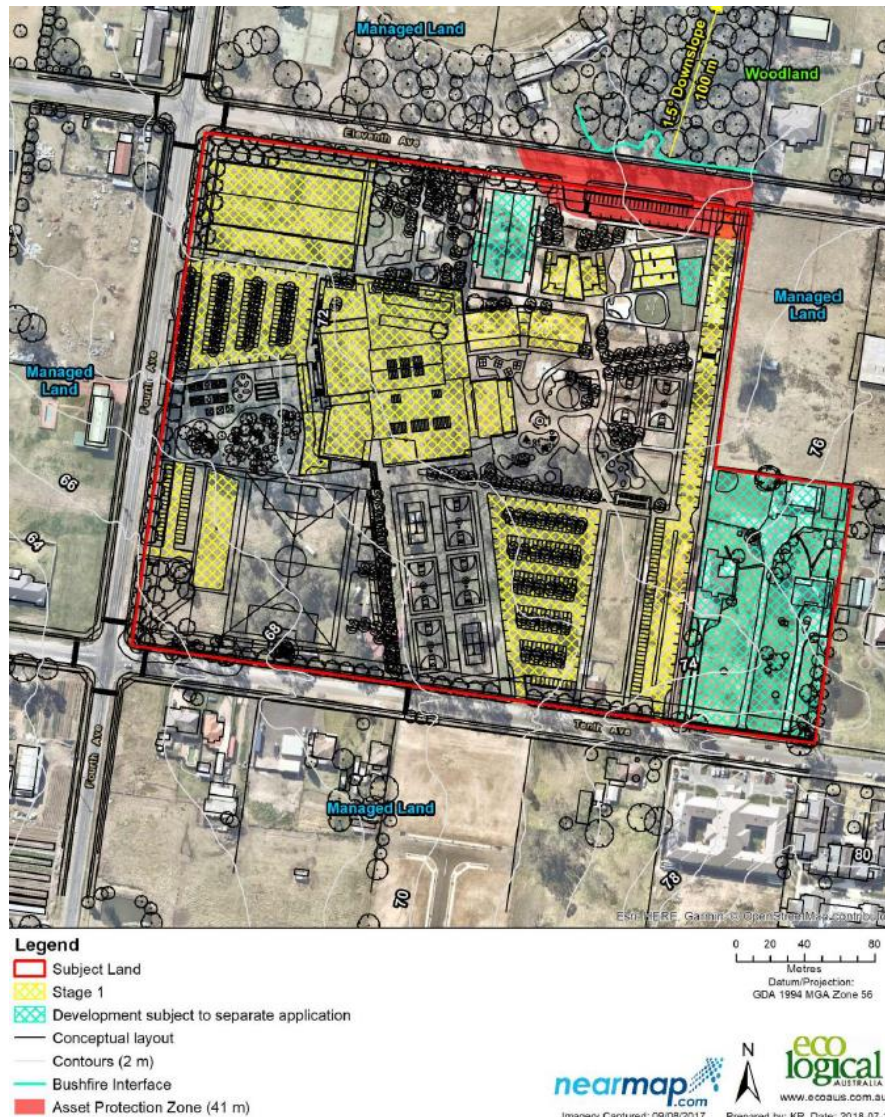 Managed Land
1.5° Downslope
100 m
Woodland
Eleventh Ave
Managed
Land
72
Managed
Land
Fourth Ave
76
66
64
68
74
Tenth Ave
Fourth Ave
Managed Land
70
78
80
Esri, HERE, Garmin, © OpenStreetMap contributo
Legend
Subject Land
Stage 1
Development subject to separate application
Conceptual layout
Contours (2 m)
Bushfire Interface
Asset Protection Zone (41 m)
0 20 40 80
Metres
Datum/Projection:
GDA 1994 MGA Zone 56
nearmap
.com
N
eco
logical
AUSTRALIA
www.ecoaus.com.au
Imagery Captured: 09/08/2017
Prepared by: KR Date: 2018-07-